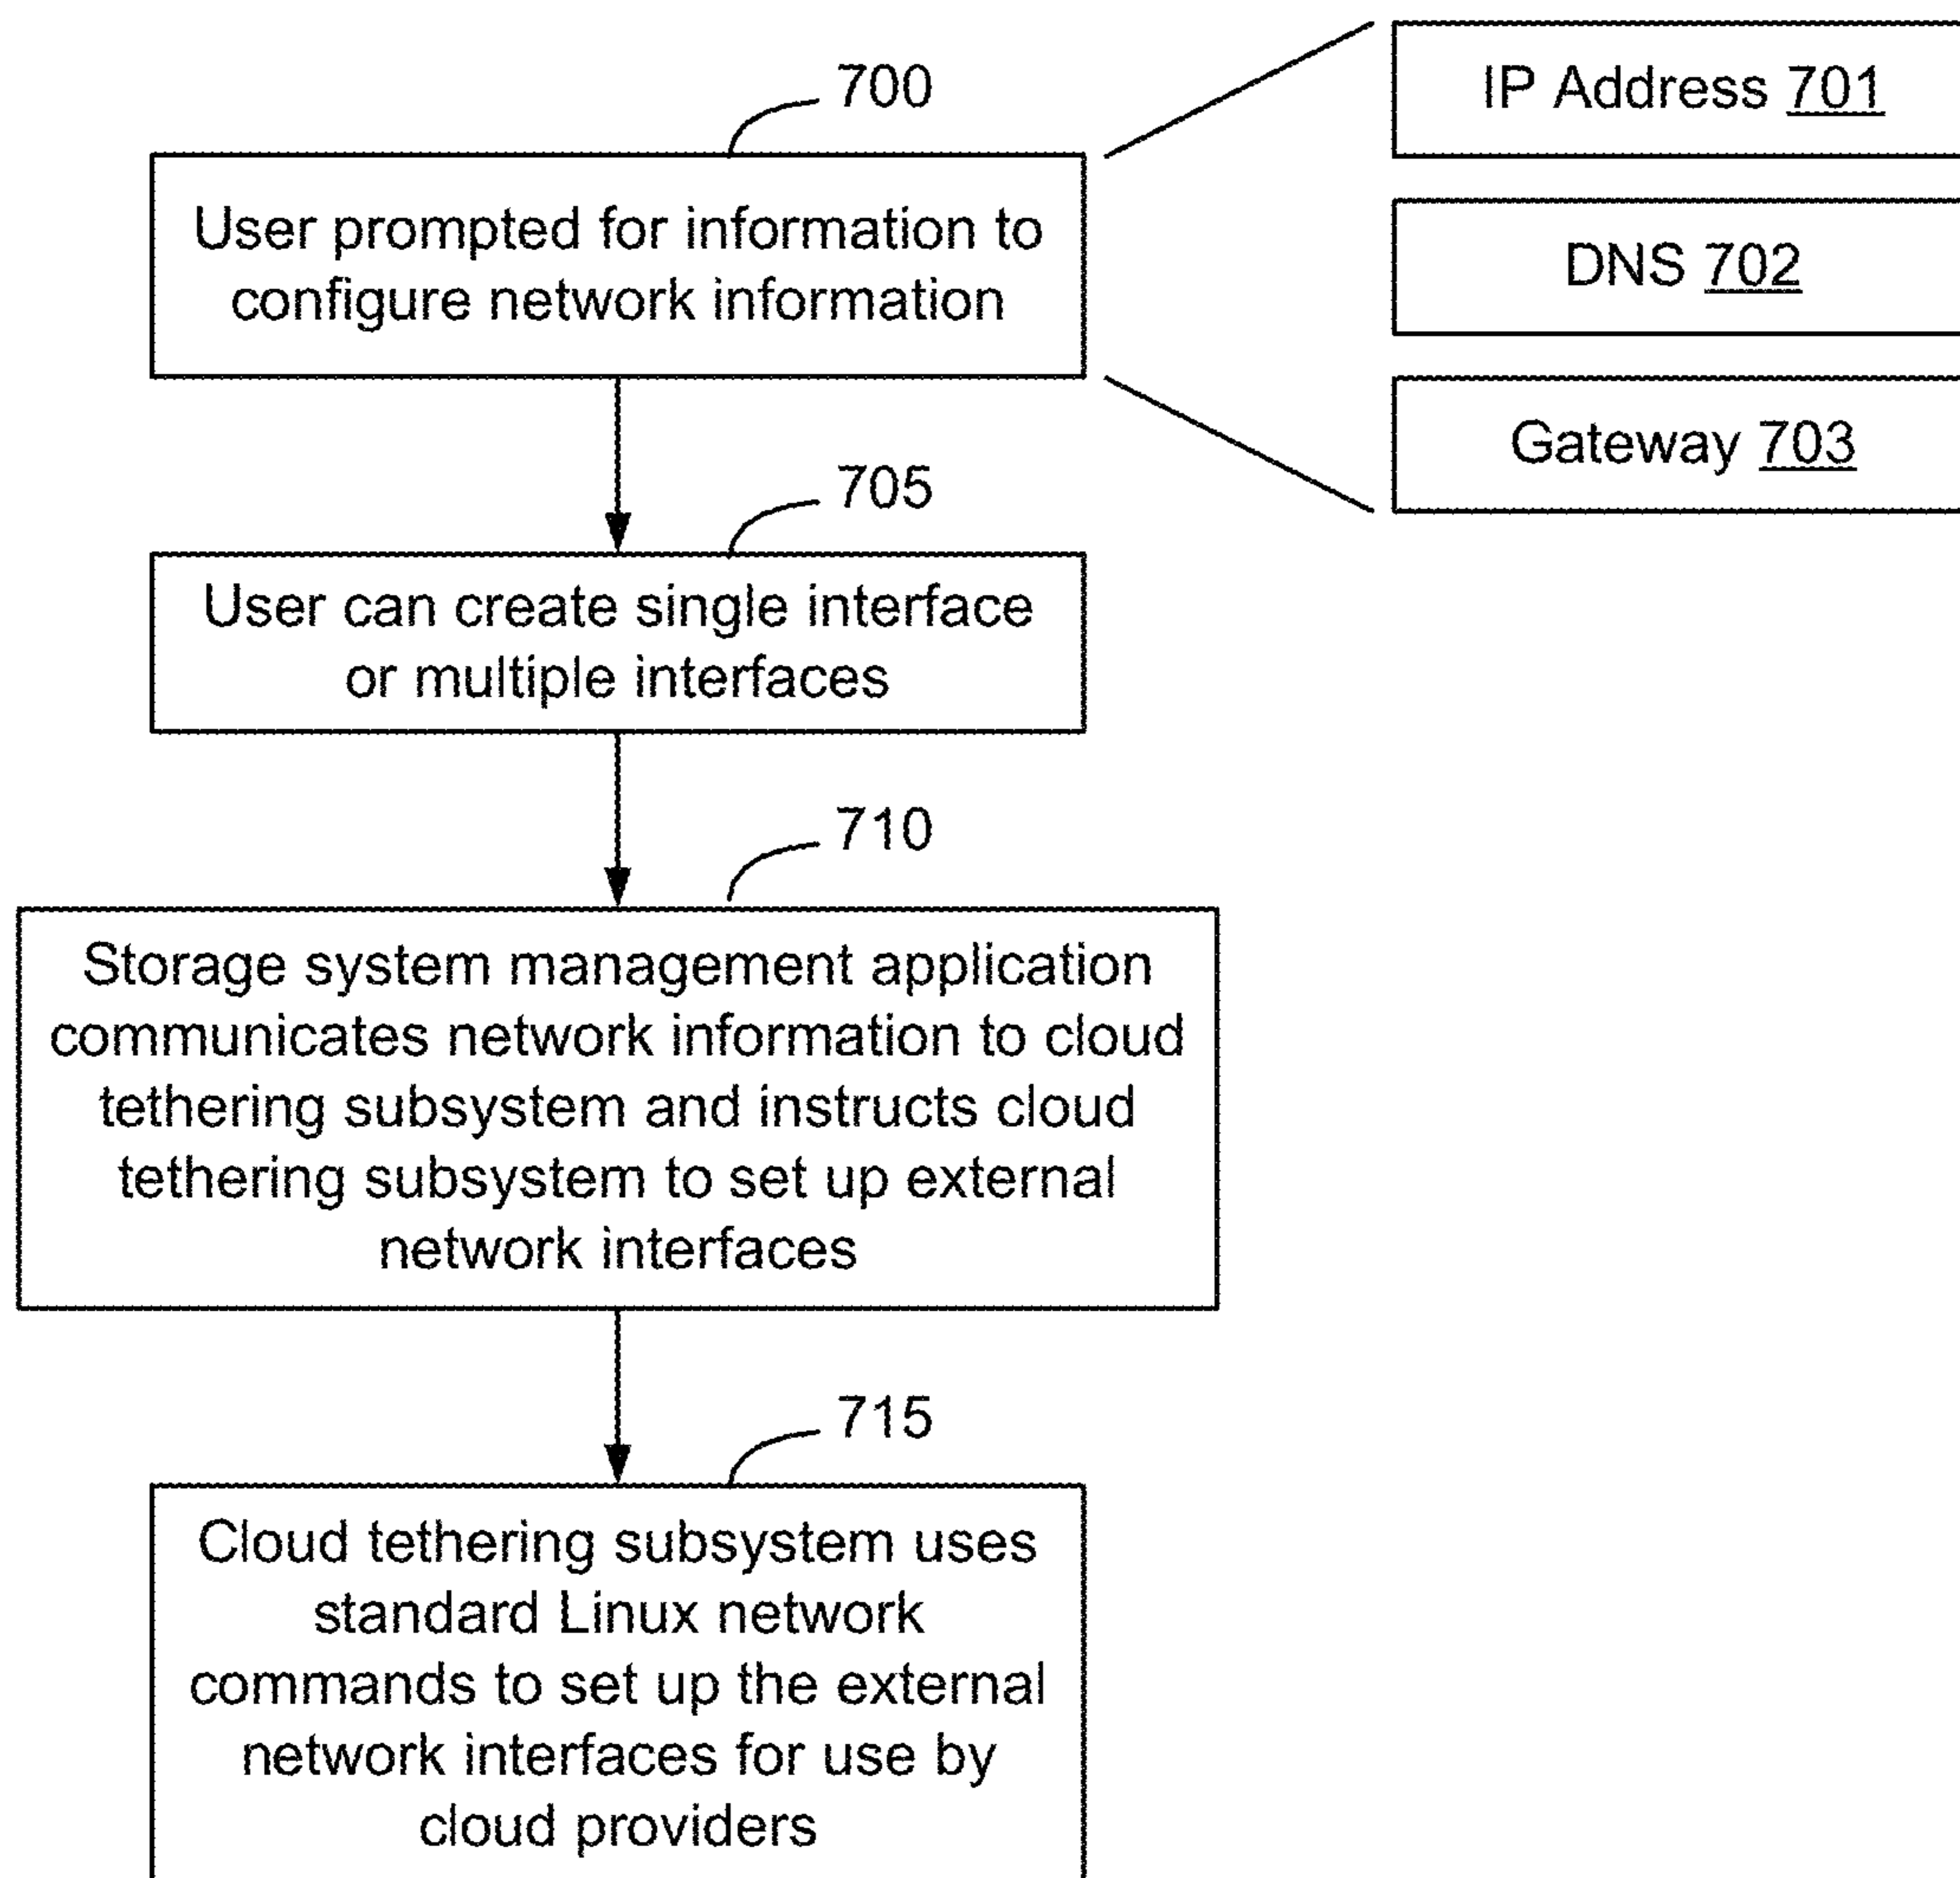 700
User prompted for information to
configure network information
IP Address 701
DNS 702
Gateway 703
705
User can create single interface
or multiple interfaces
710
Storage system management application
communicates network information to cloud
tethering subsystem and instructs cloud
tethering subsystem to set up external
network interfaces
715
Cloud tethering subsystem uses
standard Linux network
commands to set up the external
network interfaces for use by
cloud providers